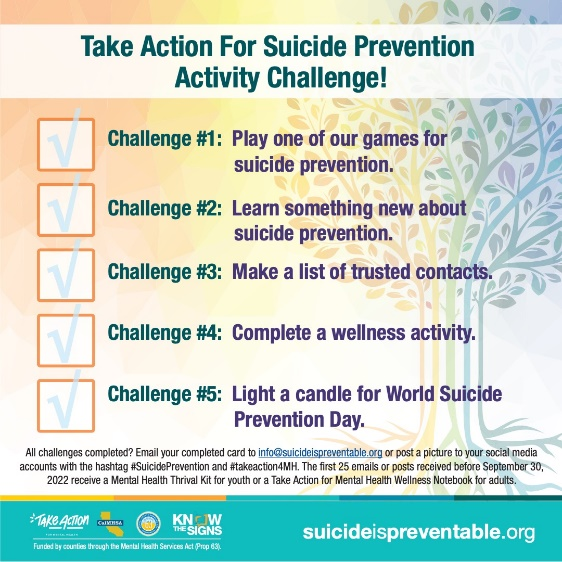 Take Action For Suicide Prevention
Activity Challenge!
Challenge #1: Play one of our games for
suicide prevention.
Challenge #2: Learn something new about
suicide prevention.
Challenge #3: Make a list of trusted contacts.
Challenge #4: Complete a wellness activity.
Challenge #5: Light a candle for World Suicide
Prevention Day.
All challenges completed? Email your completed card to info@suicideispreventable.org or post a picture to your social media
accounts with the hashtag #SuicidePrevention and #takeaction4MH. The first 25 emails or posts received before September 30,
2022 receive a Mental Health Thrival Kit for youth or a Take Action for Mental Health Wellness Notebook for adults.
TAKE ACTION
FOR MENTAL HEALTH
CalMHSA
KNOW
THE SIGNS
Funded by counties through the Mental Health Services Act (Prop 63).
suicideispreventable.org